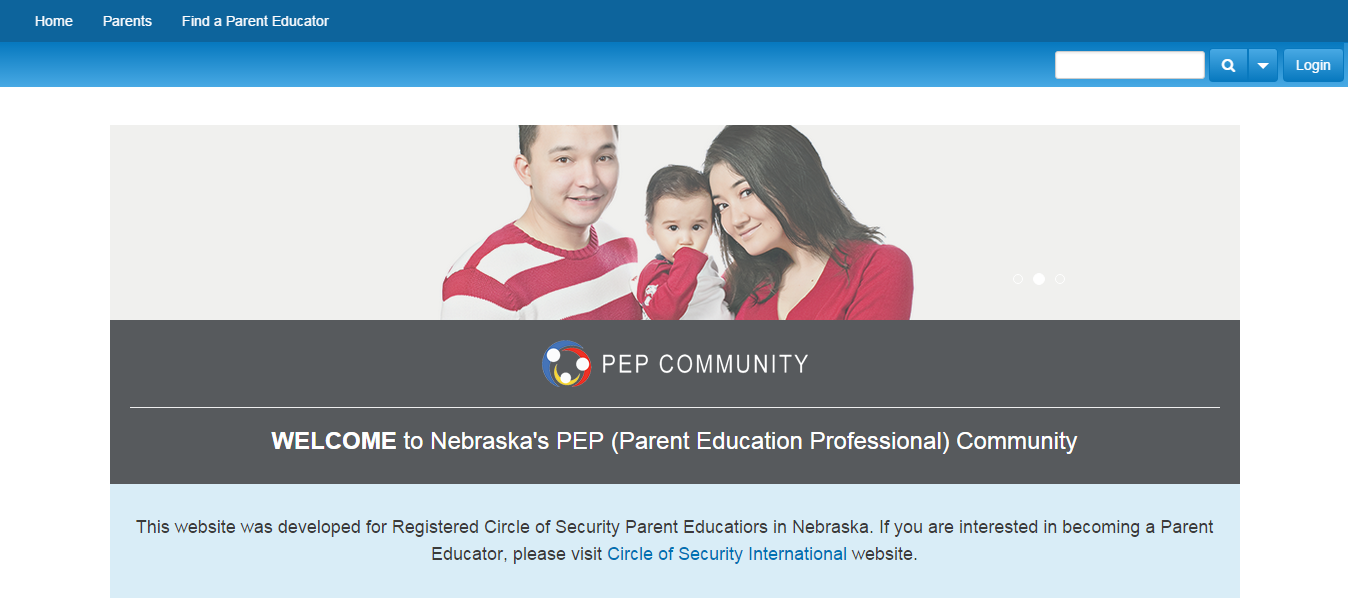 Home Parents Find a Parent Educator
Login
PEP COMMUNITY
WELCOME to Nebraska's PEP (Parent Education Professional) Community
This website was developed for Registered Circle of Security Parent Educatiors in Nebraska. If you are interested in becoming a Parent
Educator, please visit Circle of Security International website.